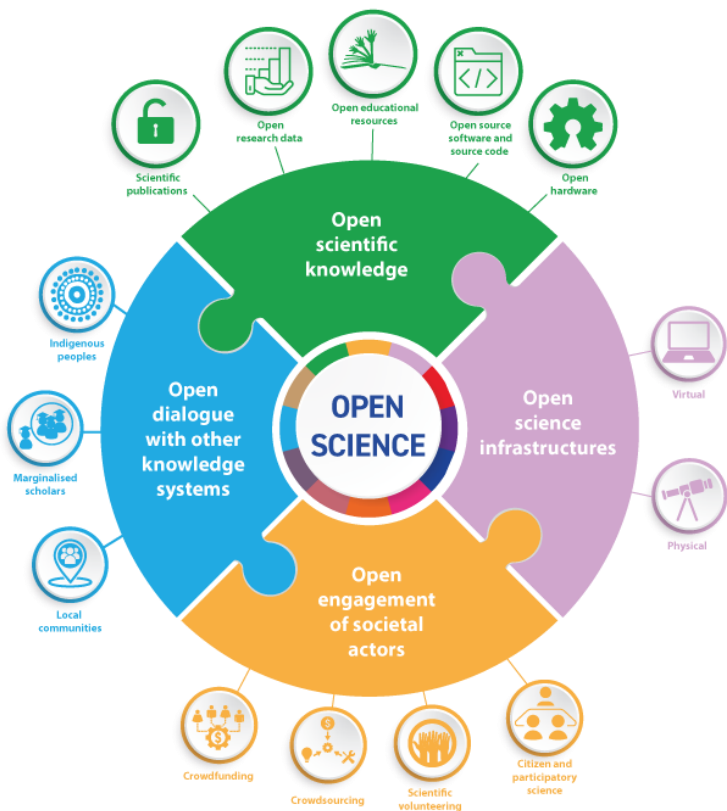 Open educational
resources
Open
research data
Open source
software and
source code
Scientific
publications
Open
hardware
Open
scientific
knowledge
Indigenous
peoples
Virtual
Open
dialogue
with other
knowledge
systems
OPEN
SCIENCE
Open
science
infrastructures
Marginalised
scholars
Physical
Local
communities
Open
engagement
of societal
actors
Crowdfunding
Crowdsourcing
Scientific
volunteering
Citizen and
participatory
science